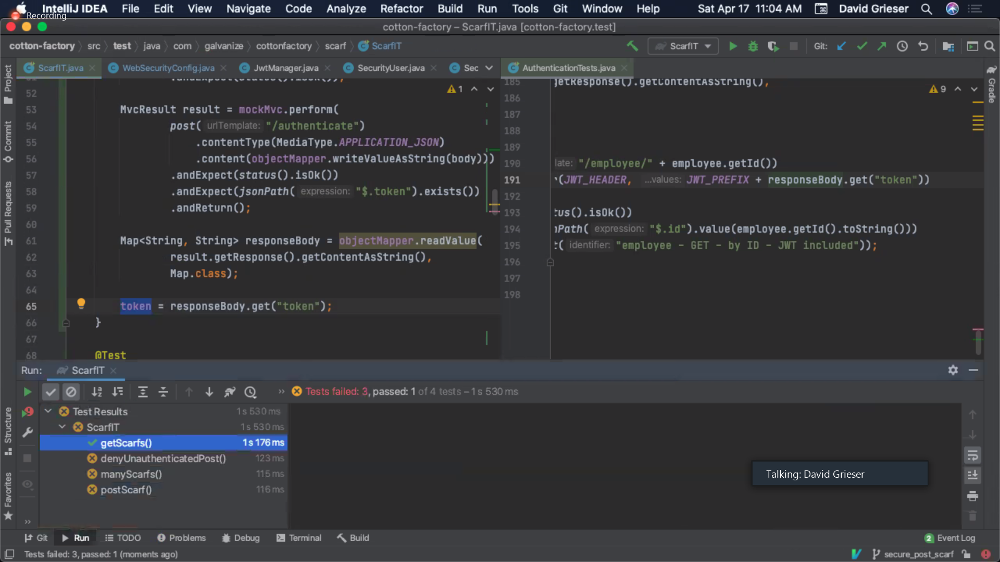 IntelliJ IDEA File Edit View Navigate Code Analyze Refactor Build Run Tools Git Window Help Sat Apr 17 11:04 AM David Grieser
Recording
cotton-factory – ScarfIT.java [cotton-factory.test]
cotton-factory src test java com galvanize cottonfactory scarf ScarfIT ScarfIT Git:
ScarfIT.java WebSecurityConfig.java JwtManager.java SecurityUser.java Sec AuthenticationTests.java
Project
Commit
Pull Requests
Structure
Favorites
Gradle
51 .andExpect(status().isOk());
52
1
53 MvcResult result = mockMvc.perform(
54 post( urlTemplate: "/authenticate")
55 .contentType(MediaType.APPLICATION_JSON)
56 .content(objectMapper.writeValueAsString(body)))
57 .andExpect(status().isOk())
58 .andExpect(jsonPath( expression: "$.token").exists())
59 .andReturn();
60
61 Map<String, String> responseBody = objectMapper.readValue(
62 result.getResponse().getContentAsString(),
63 Map.class);
64
65 token = responseBody.get("token");
66 }
67
68 @Test
185 getResponse().getContentAsString(),
9
186
187
188
189
190 late: "/employee/" + employee.getId())
191 r(JWT_HEADER, ...values: JWT_PREFIX + responseBody.get("token"))
192
193 tus().isOk())
194 nPath( expression: "$.id").value(employee.getId().toString()))
195 t( identifier: "employee - GET - by ID - JWT included"));
196
197
198
Run: ScarfIT
Tests failed: 3, passed: 1 of 4 tests – 1 s 530 ms
Test Results 1 s 530 ms
ScarfIT 1 s 530 ms
getScarfs() 1 s 176 ms
denyUnauthenticatedPost() 123 ms
manyScarfs() 115 ms
postScarf() 116 ms
Talking: David Grieser
Git Run TODO Problems Debug Terminal Build 2 Event Log
Tests failed: 3, passed: 1 (moments ago) secure_post_scarf